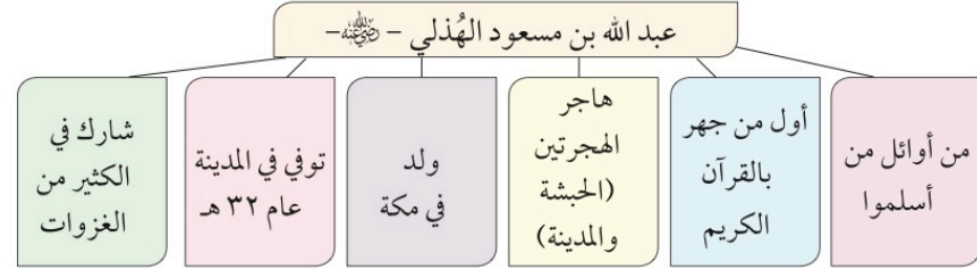 عبد الله بن مسعود الهُذلي - رضي الله عنه -
من أوائل من
أسلموا
أول من جهر
بالقرآن
الكريم
هاجر
الهجرتين
(الحبشة
والمدينة)
ولد
في مكة
توفي في المدينة
عام ٣٢ هـ
شارك في
الكثير من
الغزوات